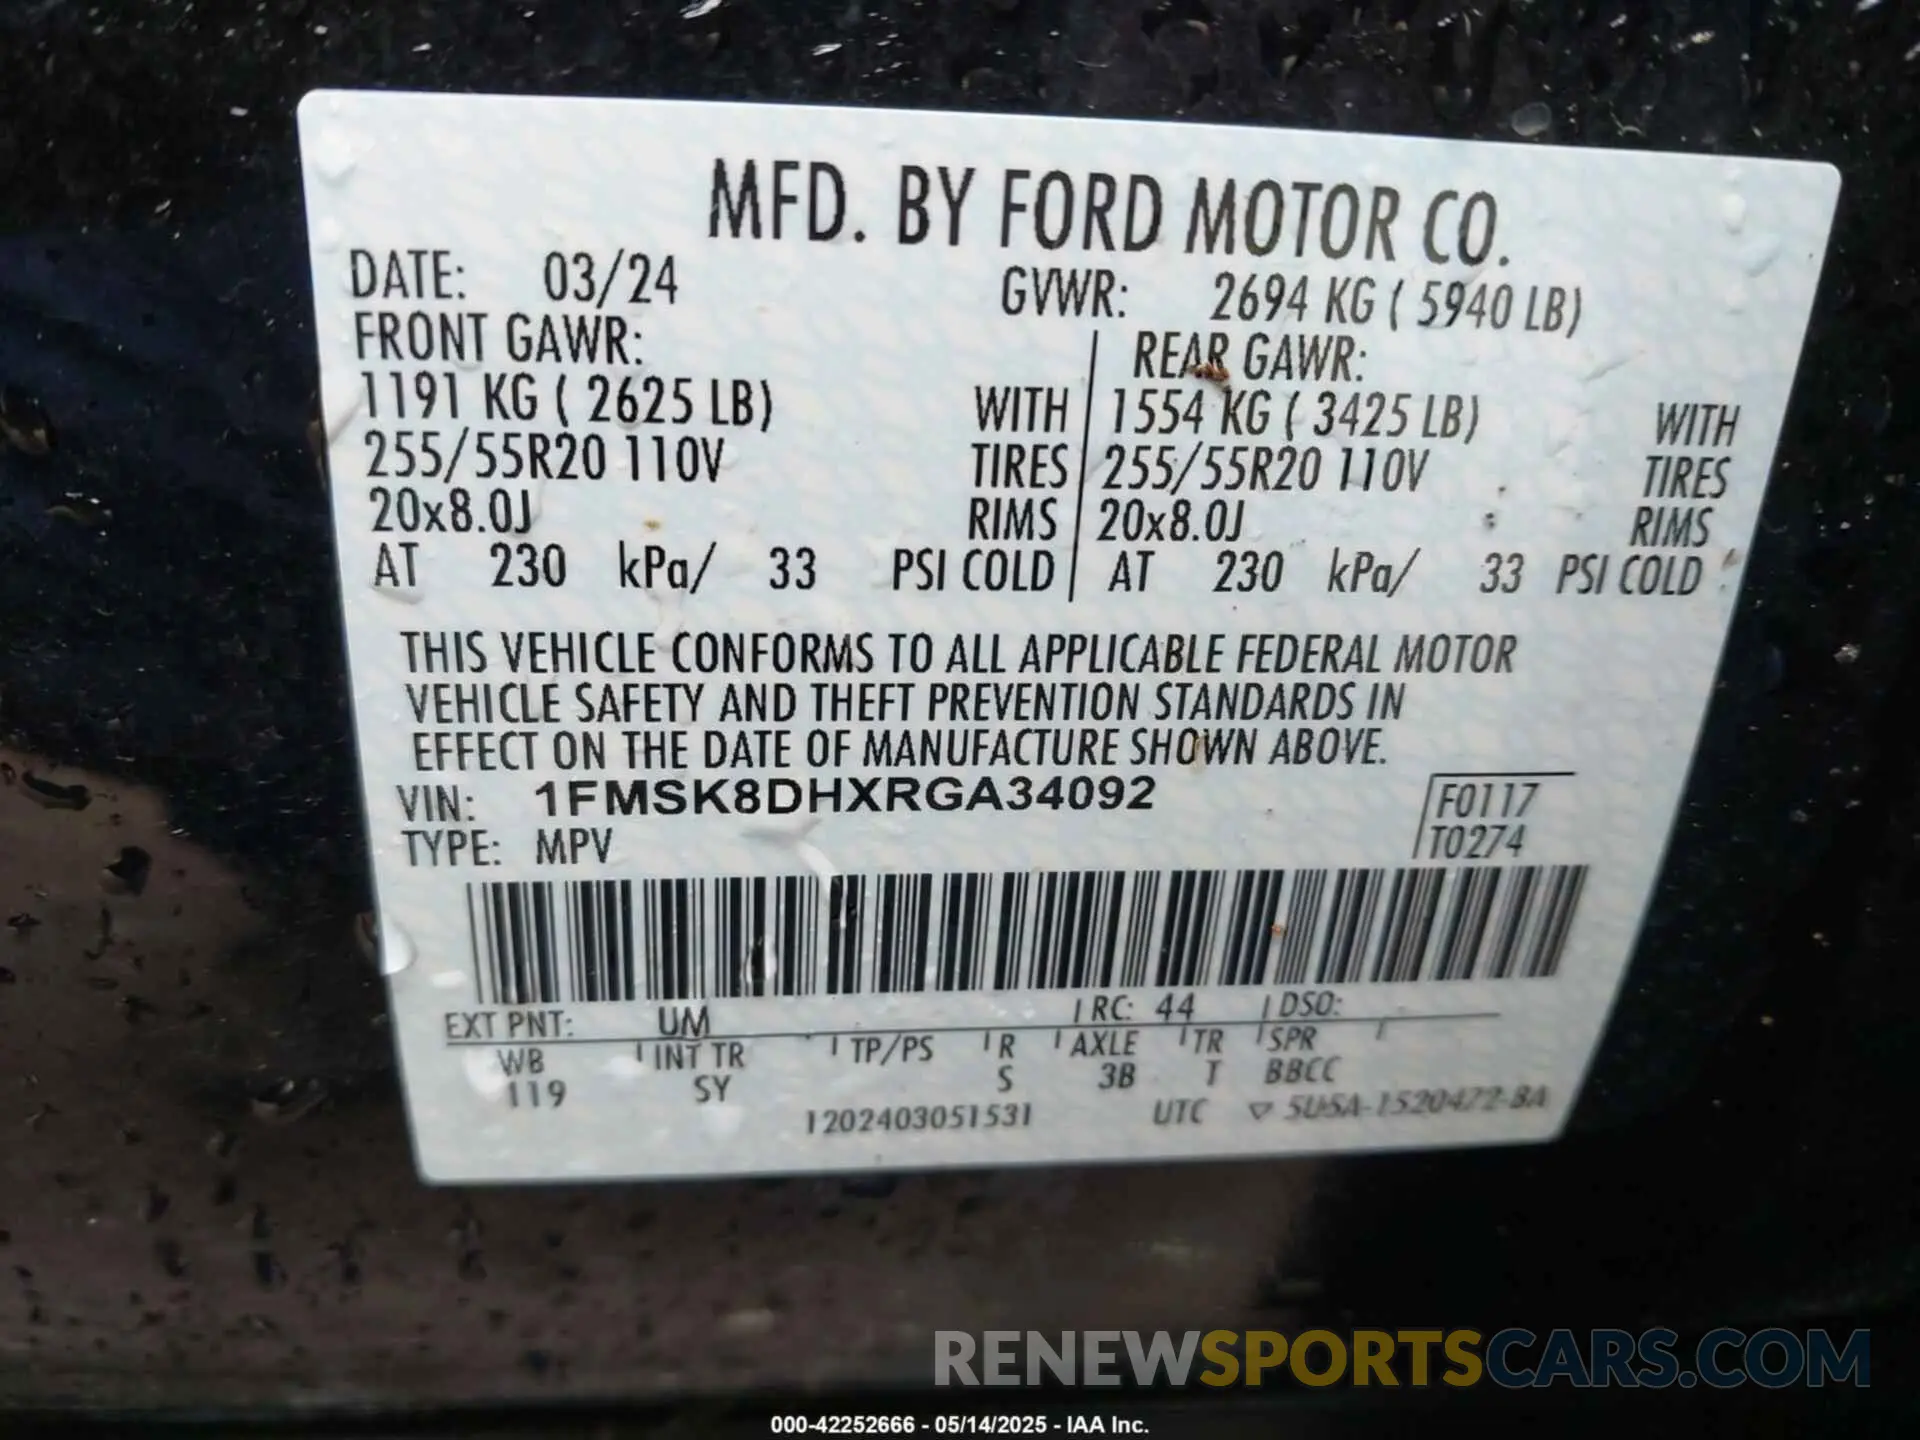 MFD. BY FORD MOTOR CO.
DATE: 03/24 GVWR: 2694 KG ( 5940 LB)
FRONT GAWR: REAR GAWR:
1191 KG ( 2625 LB) WITH 1554 KG ( 3425 LB) WITH
255/55R20 110V TIRES 255/55R20 110V TIRES
20x8.0J RIMS 20x8.0J RIMS
AT 230 kPa/ 33 PSI COLD AT 230 kPa/ 33 PSI COLD
THIS VEHICLE CONFORMS TO ALL APPLICABLE FEDERAL MOTOR
VEHICLE SAFETY AND THEFT PREVENTION STANDARDS IN
EFFECT ON THE DATE OF MANUFACTURE SHOWN ABOVE.
VIN: 1FMSK8DHXRGA34092 F0117
TYPE: MPV T0274
EXT PNT: UM RC: 44 DSO:
WB INT TR TP/PS R AXLE TR SPR
119 SY S 3B T BBCC
1202403051531 UTC ▽ 5U5A-1520472-BA
RENEWSPORTSCARS.COM
000-42252666 - 05/14/2025 - IAA Inc.